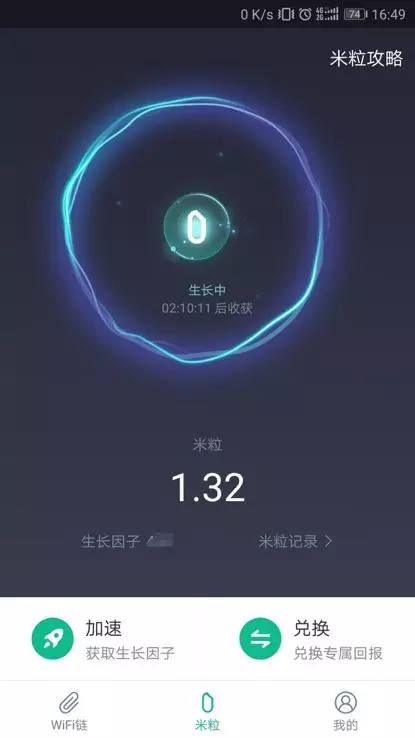 0 K/s 4G 2G 74 16:49
米粒攻略
生长中
02:10:11 后收获
米粒
1.32
生长因子 米粒记录
加速 兑换
获取生长因子 兑换专属回报
WiFi链 米粒 我的